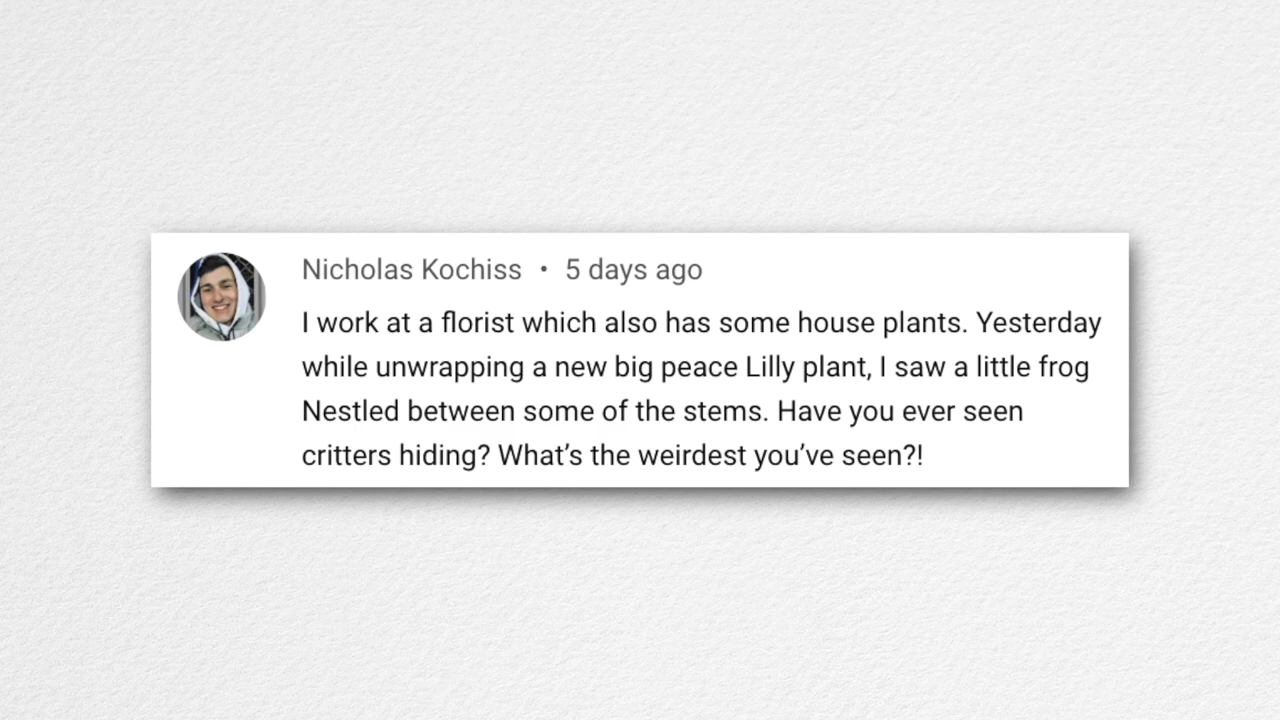 Nicholas Kochiss • 5 days ago
I work at a florist which also has some house plants. Yesterday
while unwrapping a new big peace Lilly plant, I saw a little frog
Nestled between some of the stems. Have you ever seen
critters hiding? What’s the weirdest you’ve seen?!